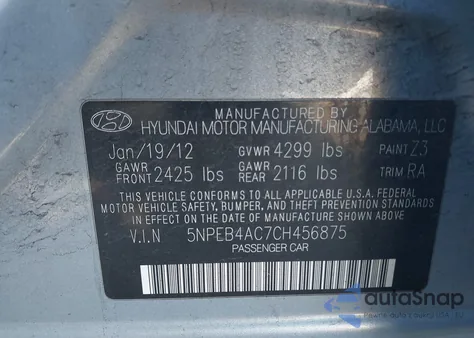 MANUFACTURED BY
HYUNDAI MOTOR MANUFACTURING ALABAMA, LLC
Jan/19/12 GVWR 4299 lbs PAINT Z3
GAWR FRONT 2425 lbs GAWR REAR 2116 lbs TRIM RA
THIS VEHICLE CONFORMS TO ALL APPLICABLE U.S.A. FEDERAL
MOTOR VEHICLE SAFETY, BUMPER, AND THEFT PREVENTION STANDARDS
IN EFFECT ON THE DATE OF MANUFACTURE SHOWN ABOVE.
V.I.N 5NPEB4AC7CH456875
PASSENGER CAR
autoSnap